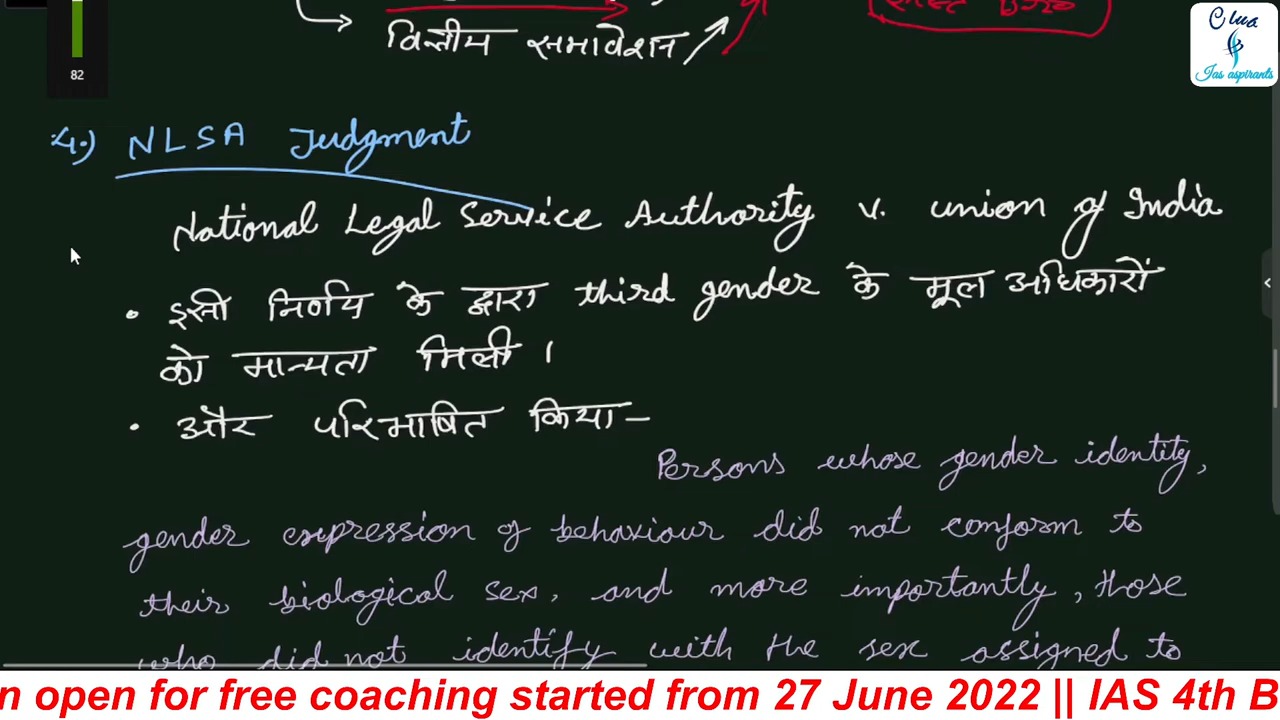 वित्तीय समावेशन
Clue
Ias aspirants
82
4.) NLSA Judgment
National Legal Service Authority v. union of India
• इसी निर्णय के द्वारा third gender के मूल अधिकारों
को मान्यता मिली ।
• और परिभाषित किया –
Persons whose gender identity,
gender expression of behaviour did not conform to
their biological sex, and more importantly, those
who did not identify with the sex assigned to
n open for free coaching started from 27 June 2022 || IAS 4th B